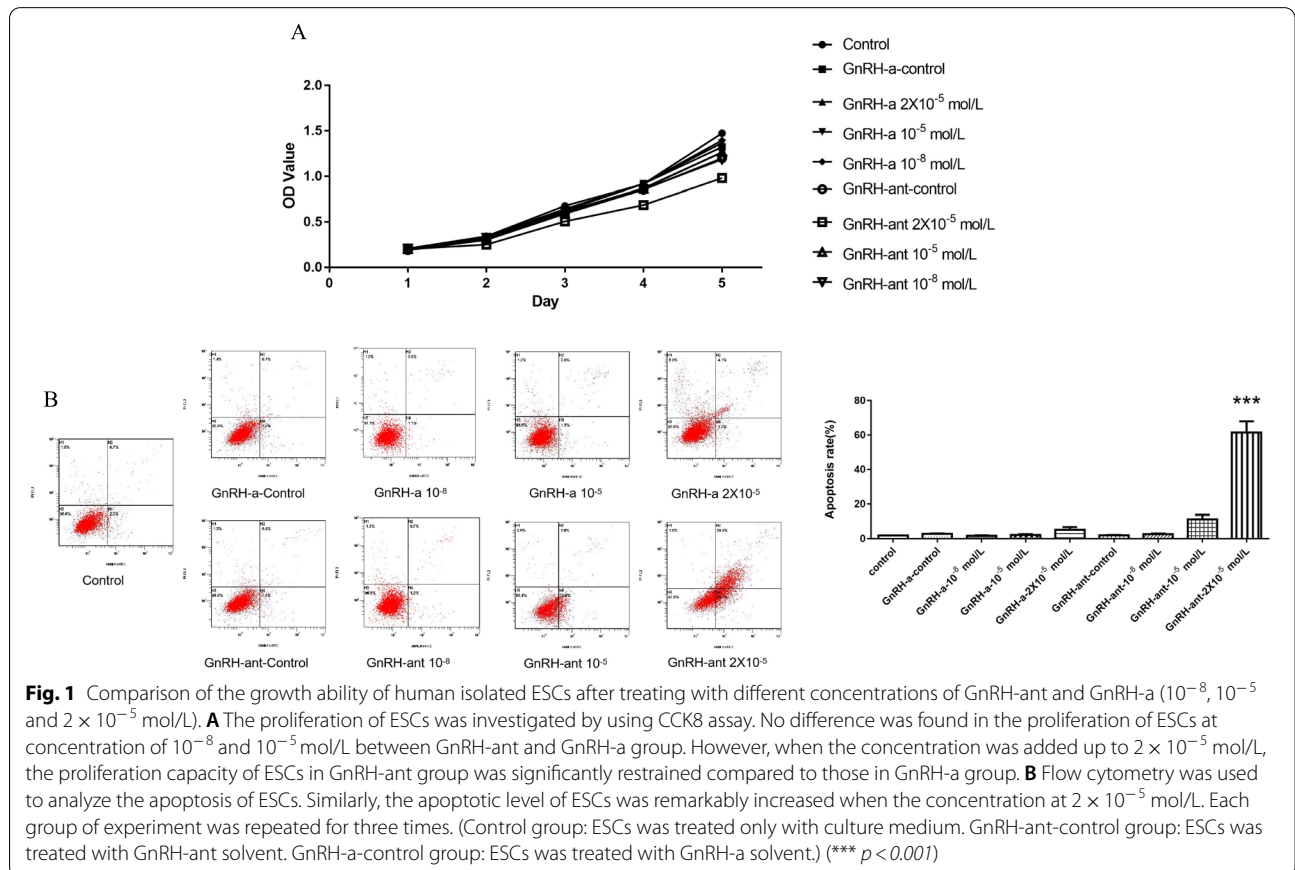 A
2.0
1.5
1.0
0.5
0.0
OD Value
0 1 2 3 4 5
Day
Control
GnRH-a-control
GnRH-a 2X10⁻⁵ mol/L
GnRH-a 10⁻⁵ mol/L
GnRH-a 10⁻⁸ mol/L
GnRH-ant-control
GnRH-ant 2X10⁻⁵ mol/L
GnRH-ant 10⁻⁵ mol/L
GnRH-ant 10⁻⁸ mol/L
B
Control
GnRH-a-Control
GnRH-a 10⁻⁸
GnRH-a 10⁻⁵
GnRH-a 2X10⁻⁵
GnRH-ant-Control
GnRH-ant 10⁻⁸
GnRH-ant 10⁻⁵
GnRH-ant 2X10⁻⁵
Apoptosis rate(%)
80
60
40
20
0
***
control
GnRH-a-control
GnRH-a-10⁻⁸ mol/L
GnRH-a-10⁻⁵ mol/L
GnRH-a-2X10⁻⁵ mol/L
GnRH-ant-control
GnRH-ant-10⁻⁸ mol/L
GnRH-ant-10⁻⁵ mol/L
GnRH-ant-2X10⁻⁵ mol/L
Fig. 1 Comparison of the growth ability of human isolated ESCs after treating with different concentrations of GnRH-ant and GnRH-a (10⁻⁸, 10⁻⁵
and 2 × 10⁻⁵ mol/L). A The proliferation of ESCs was investigated by using CCK8 assay. No difference was found in the proliferation of ESCs at
concentration of 10⁻⁸ and 10⁻⁵ mol/L between GnRH-ant and GnRH-a group. However, when the concentration was added up to 2 × 10⁻⁵ mol/L,
the proliferation capacity of ESCs in GnRH-ant group was significantly restrained compared to those in GnRH-a group. B Flow cytometry was used
to analyze the apoptosis of ESCs. Similarly, the apoptotic level of ESCs was remarkably increased when the concentration at 2 × 10⁻⁵ mol/L. Each
group of experiment was repeated for three times. (Control group: ESCs was treated only with culture medium. GnRH-ant-control group: ESCs was
treated with GnRH-ant solvent. GnRH-a-control group: ESCs was treated with GnRH-a solvent.) (*** p < 0.001)